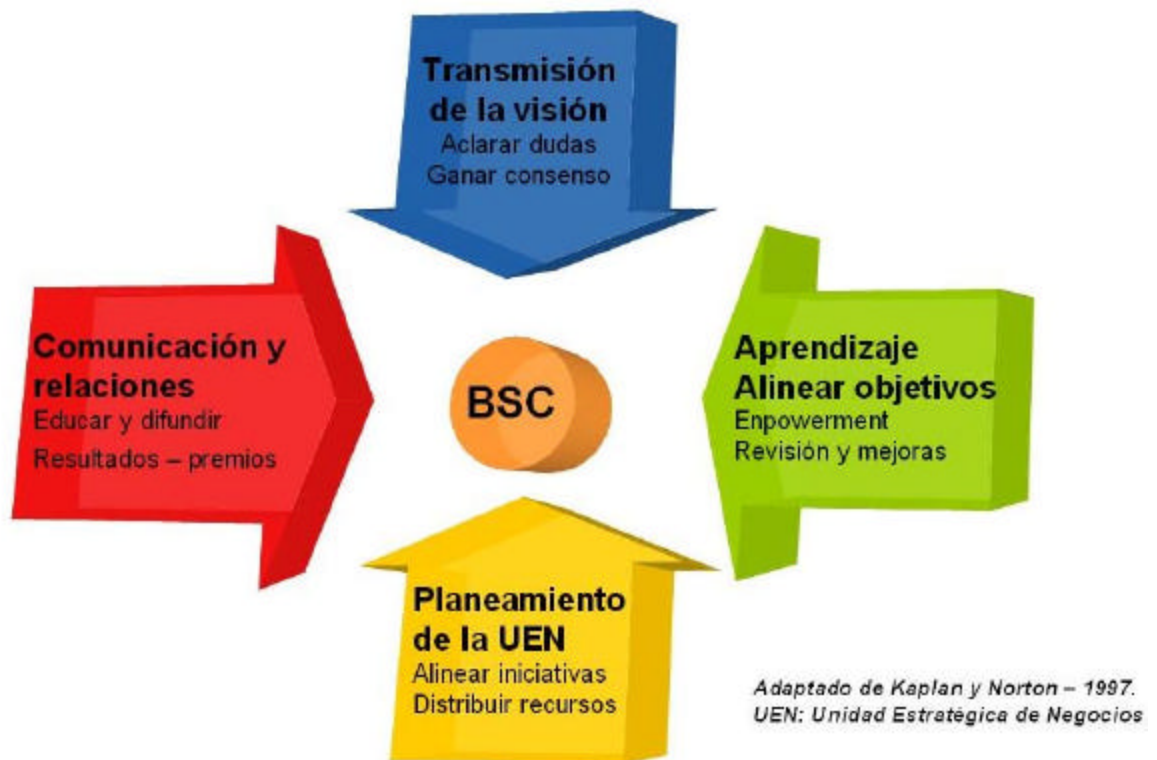 Transmisión
de la visión
Aclarar dudas
Ganar consenso
Comunicación y
relaciones
Educar y difundir
Resultados – premios
BSC
Aprendizaje
Alinear objetivos
Enpowerment
Revisión y mejoras
Planeamiento
de la UEN
Alinear iniciativas
Distribuir recursos
Adaptado de Kaplan y Norton – 1997.
UEN: Unidad Estratégica de Negocios